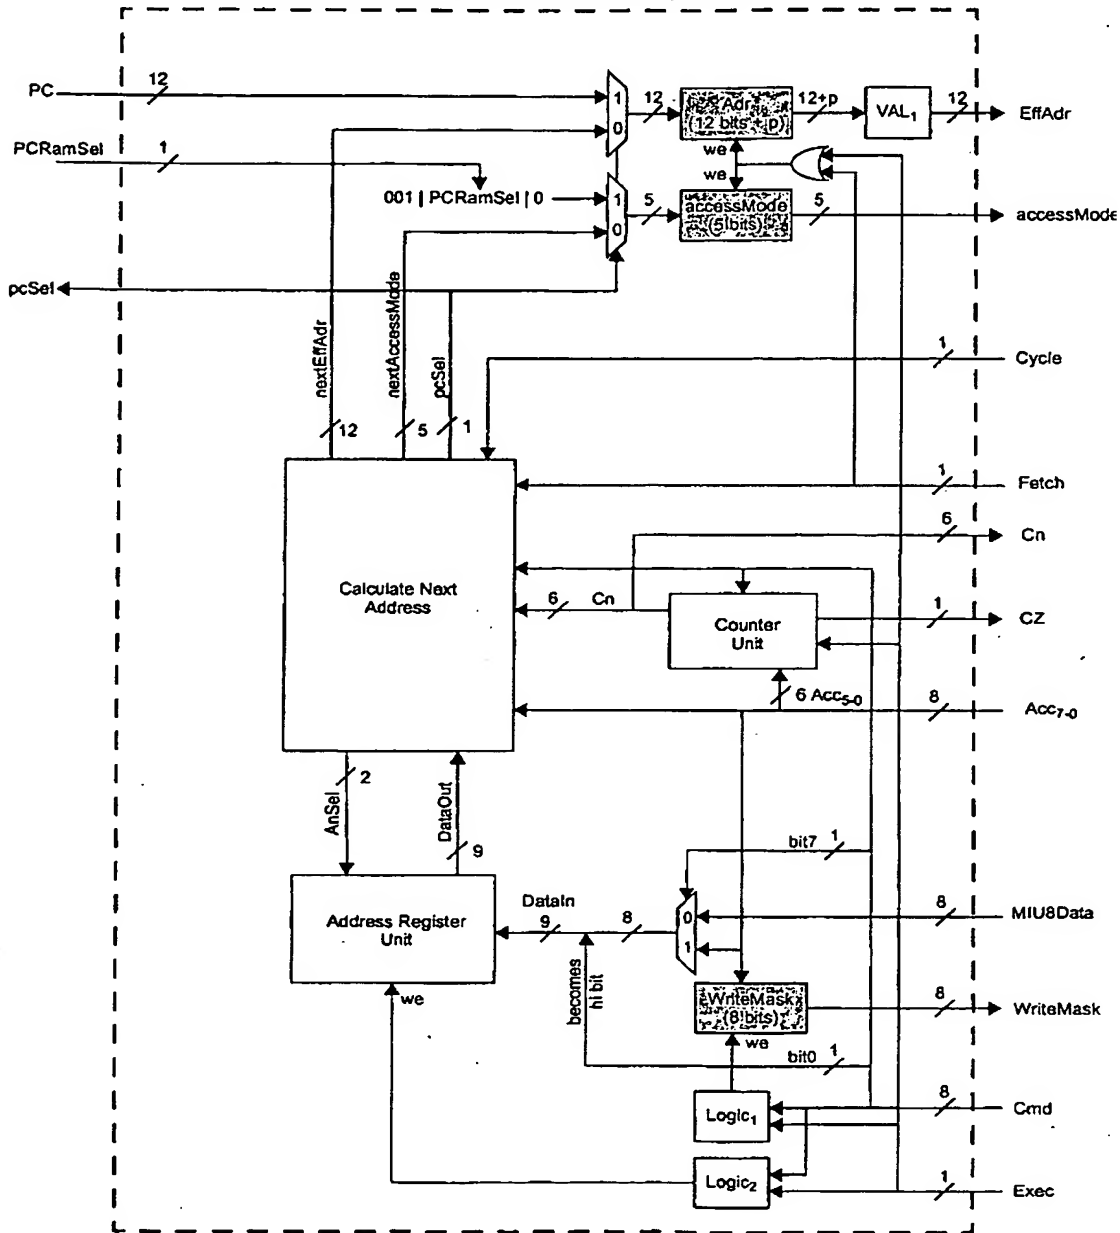 PC
12
1
0
12
Adr
(12 bits + p)
12+p
VAL1
12
EffAdr
PCRamSel
1
we
we
001 | PCRamSel | 0
1
0
5
accessMode
(5 bits)
5
accessMode
pcSel
nextEffAdr
nextAccessMode
pcSel
12
5
1
1
Cycle
1
Fetch
6
Cn
Calculate Next
Address
6
Cn
Counter
Unit
1
CZ
6 Acc5-0
8
Acc7-0
AnSel
2
DataOut
9
bit7
1
Address Register
Unit
DataIn
9
8
0
1
8
MIU8Data
we
becomes
hi bit
WriteMask
(8 bits)
8
WriteMask
we
bit0
1
Logic1
8
Cmd
Logic2
1
Exec